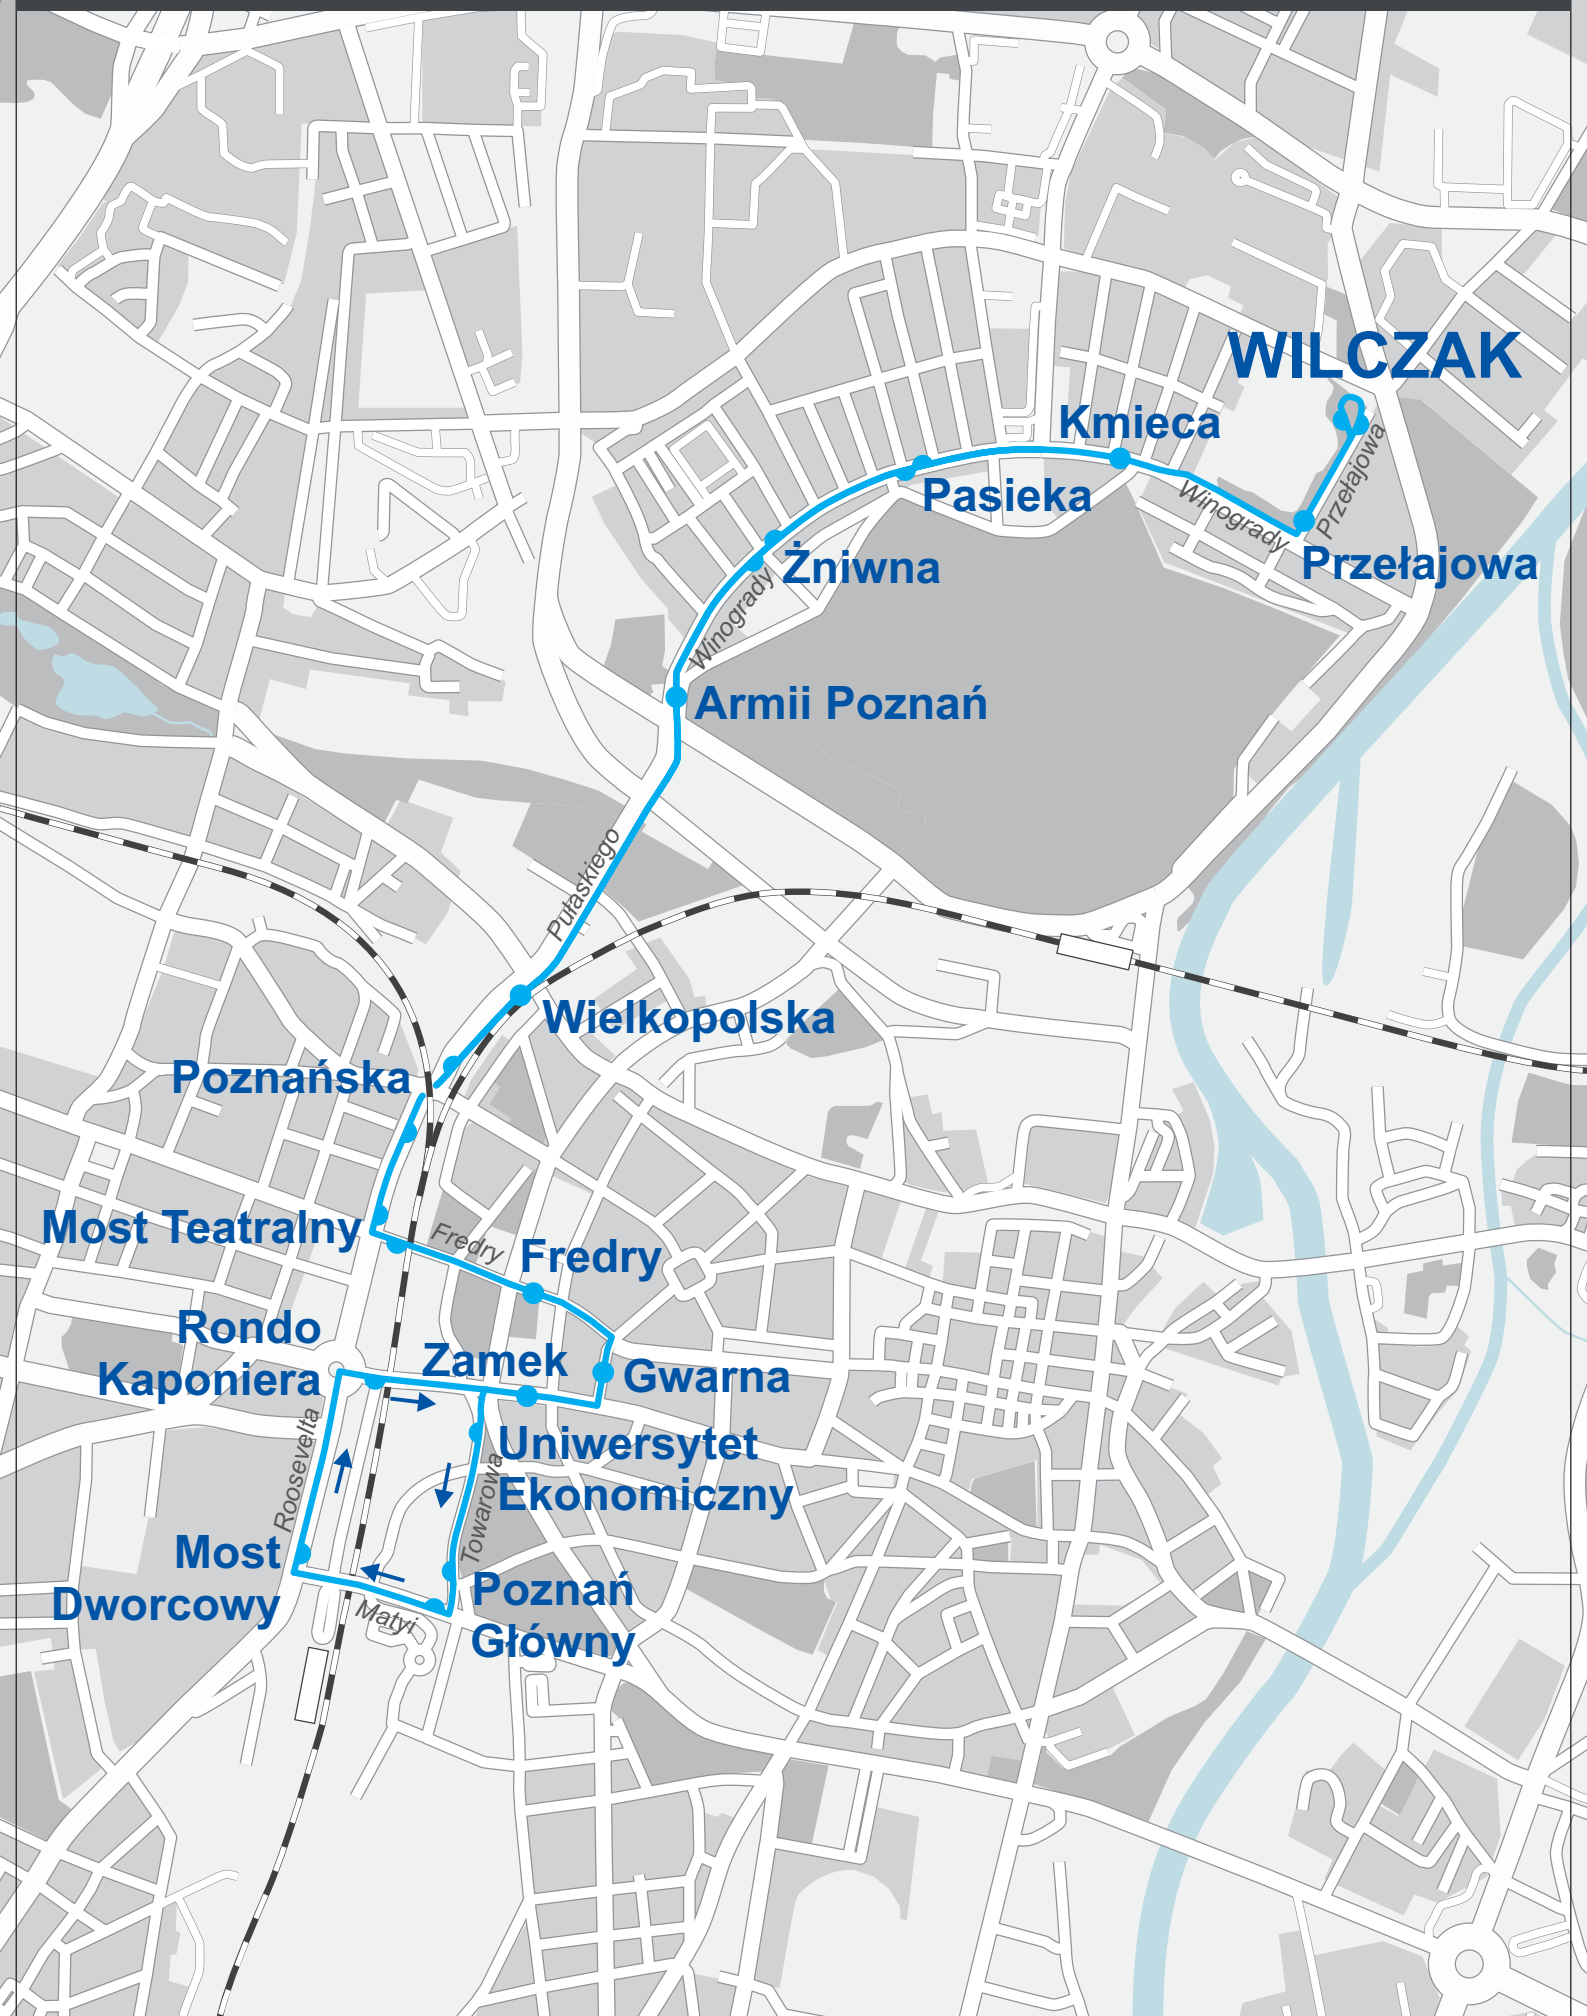 WILCZAK
Kmieca
Przełajowa
Pasieka
Winogrady
Przełajowa
Żniwna
Winogrady
Armii Poznań
Pułaskiego
Wielkopolska
Poznańska
Most Teatralny
Fredry
Fredry
Rondo
Kaponiera
Zamek
Gwarna
Roosevelta
Uniwersytet
Ekonomiczny
Towarowa
Most
Dworcowy
Poznań
Główny
Matyi